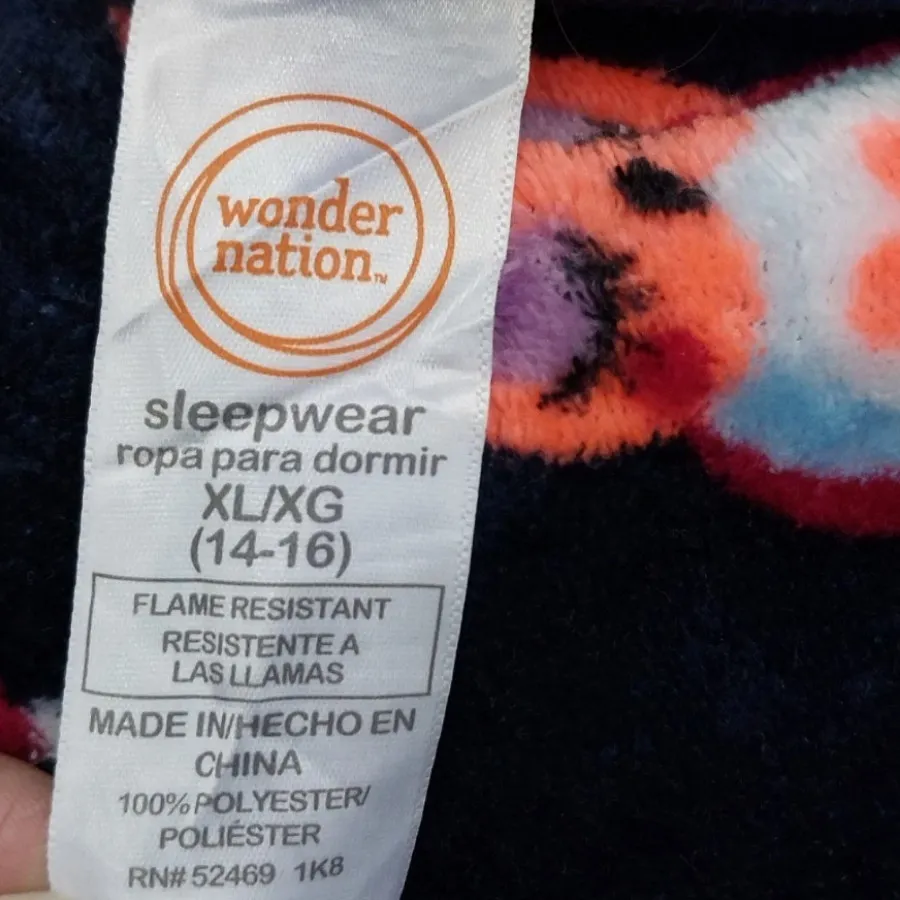 wonder
nation™
sleepwear
ropa para dormir
XL/XG
(14-16)
FLAME RESISTANT
RESISTENTE A
LAS LLAMAS
MADE IN/HECHO EN
CHINA
100% POLYESTER/
POLIÉSTER
RN# 52469 1K8